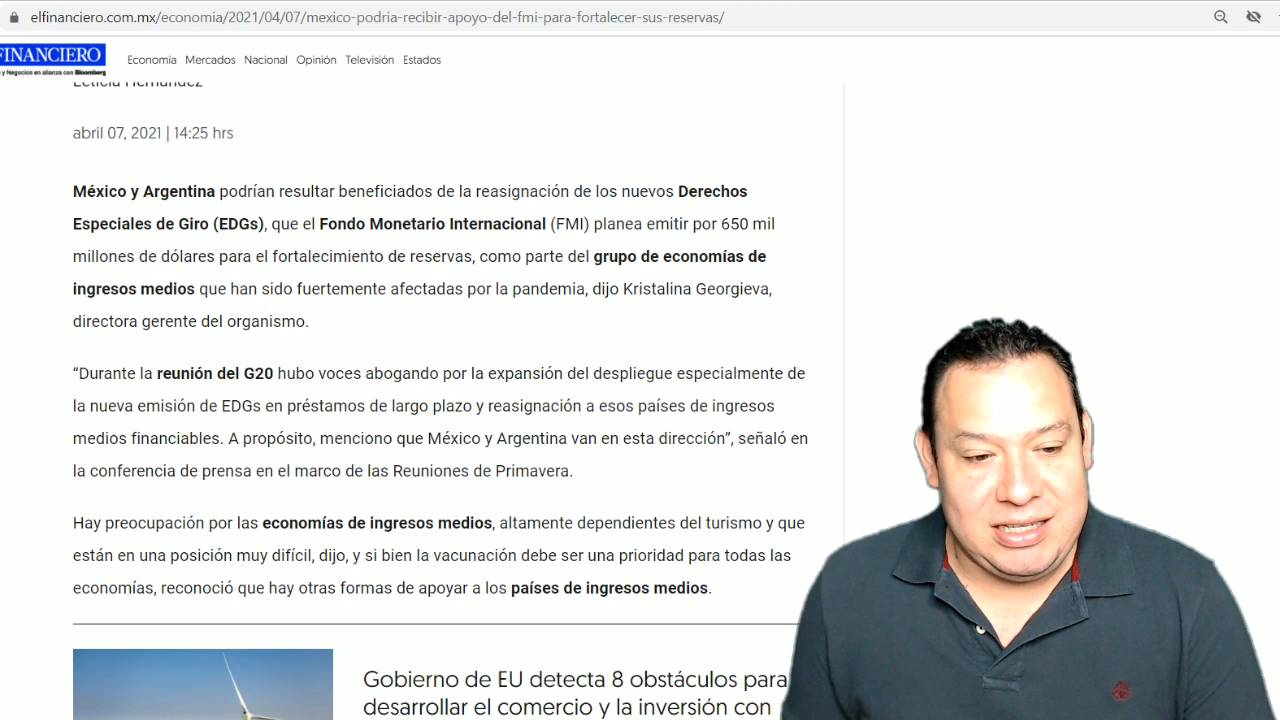 elfinanciero.com.mx/economia/2021/04/07/mexico-podria-recibir-apoyo-del-fmi-para-fortalecer-sus-reservas/
FINANCIERO
y Negocios en alianza con Bloomberg
Economía Mercados Nacional Opinión Televisión Estados
Leticia Hernández
abril 07, 2021 | 14:25 hrs
México y Argentina podrían resultar beneficiados de la reasignación de los nuevos Derechos
Especiales de Giro (EDGs), que el Fondo Monetario Internacional (FMI) planea emitir por 650 mil
millones de dólares para el fortalecimiento de reservas, como parte del grupo de economías de
ingresos medios que han sido fuertemente afectadas por la pandemia, dijo Kristalina Georgieva,
directora gerente del organismo.
“Durante la reunión del G20 hubo voces abogando por la expansión del despliegue especialmente de
la nueva emisión de EDGs en préstamos de largo plazo y reasignación a esos países de ingresos
medios financiables. A propósito, menciono que México y Argentina van en esta dirección”, señaló en
la conferencia de prensa en el marco de las Reuniones de Primavera.
Hay preocupación por las economías de ingresos medios, altamente dependientes del turismo y que
están en una posición muy difícil, dijo, y si bien la vacunación debe ser una prioridad para todas las
economías, reconoció que hay otras formas de apoyar a los países de ingresos medios.
Gobierno de EU detecta 8 obstáculos para
desarrollar el comercio y la inversión con